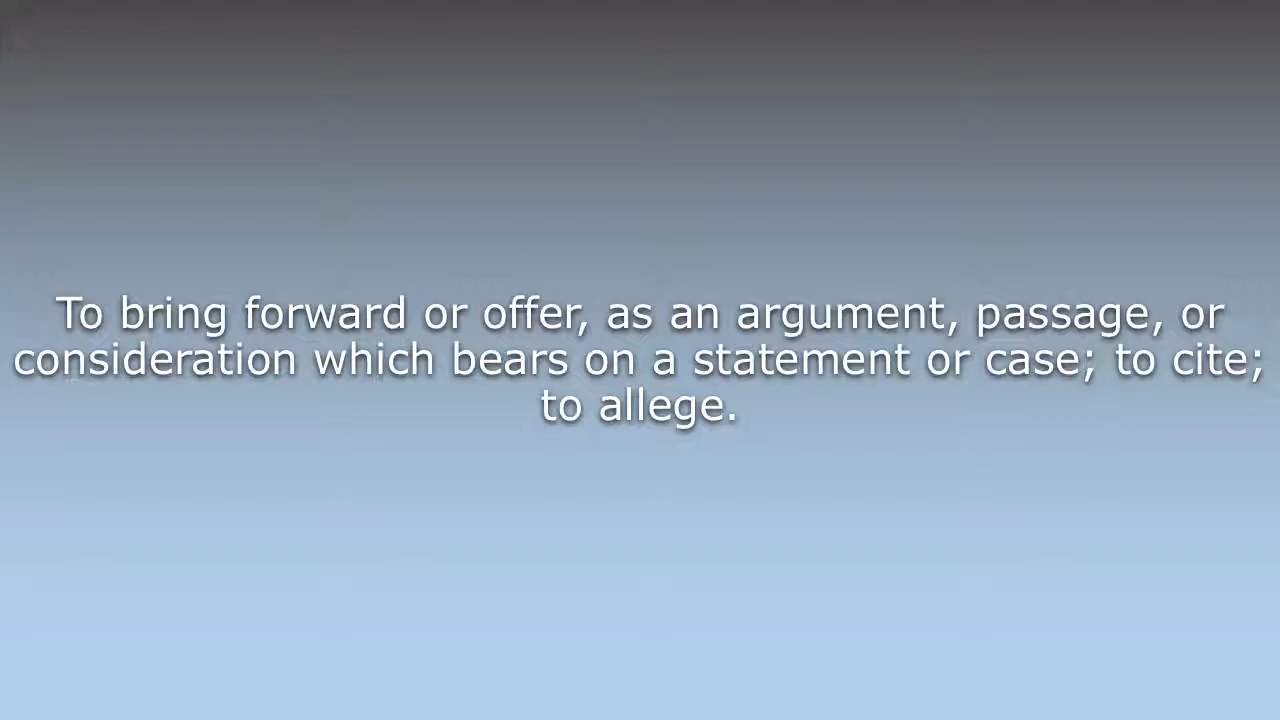 To bring forward or offer, as an argument, passage, or
consideration which bears on a statement or case; to cite;
to allege.